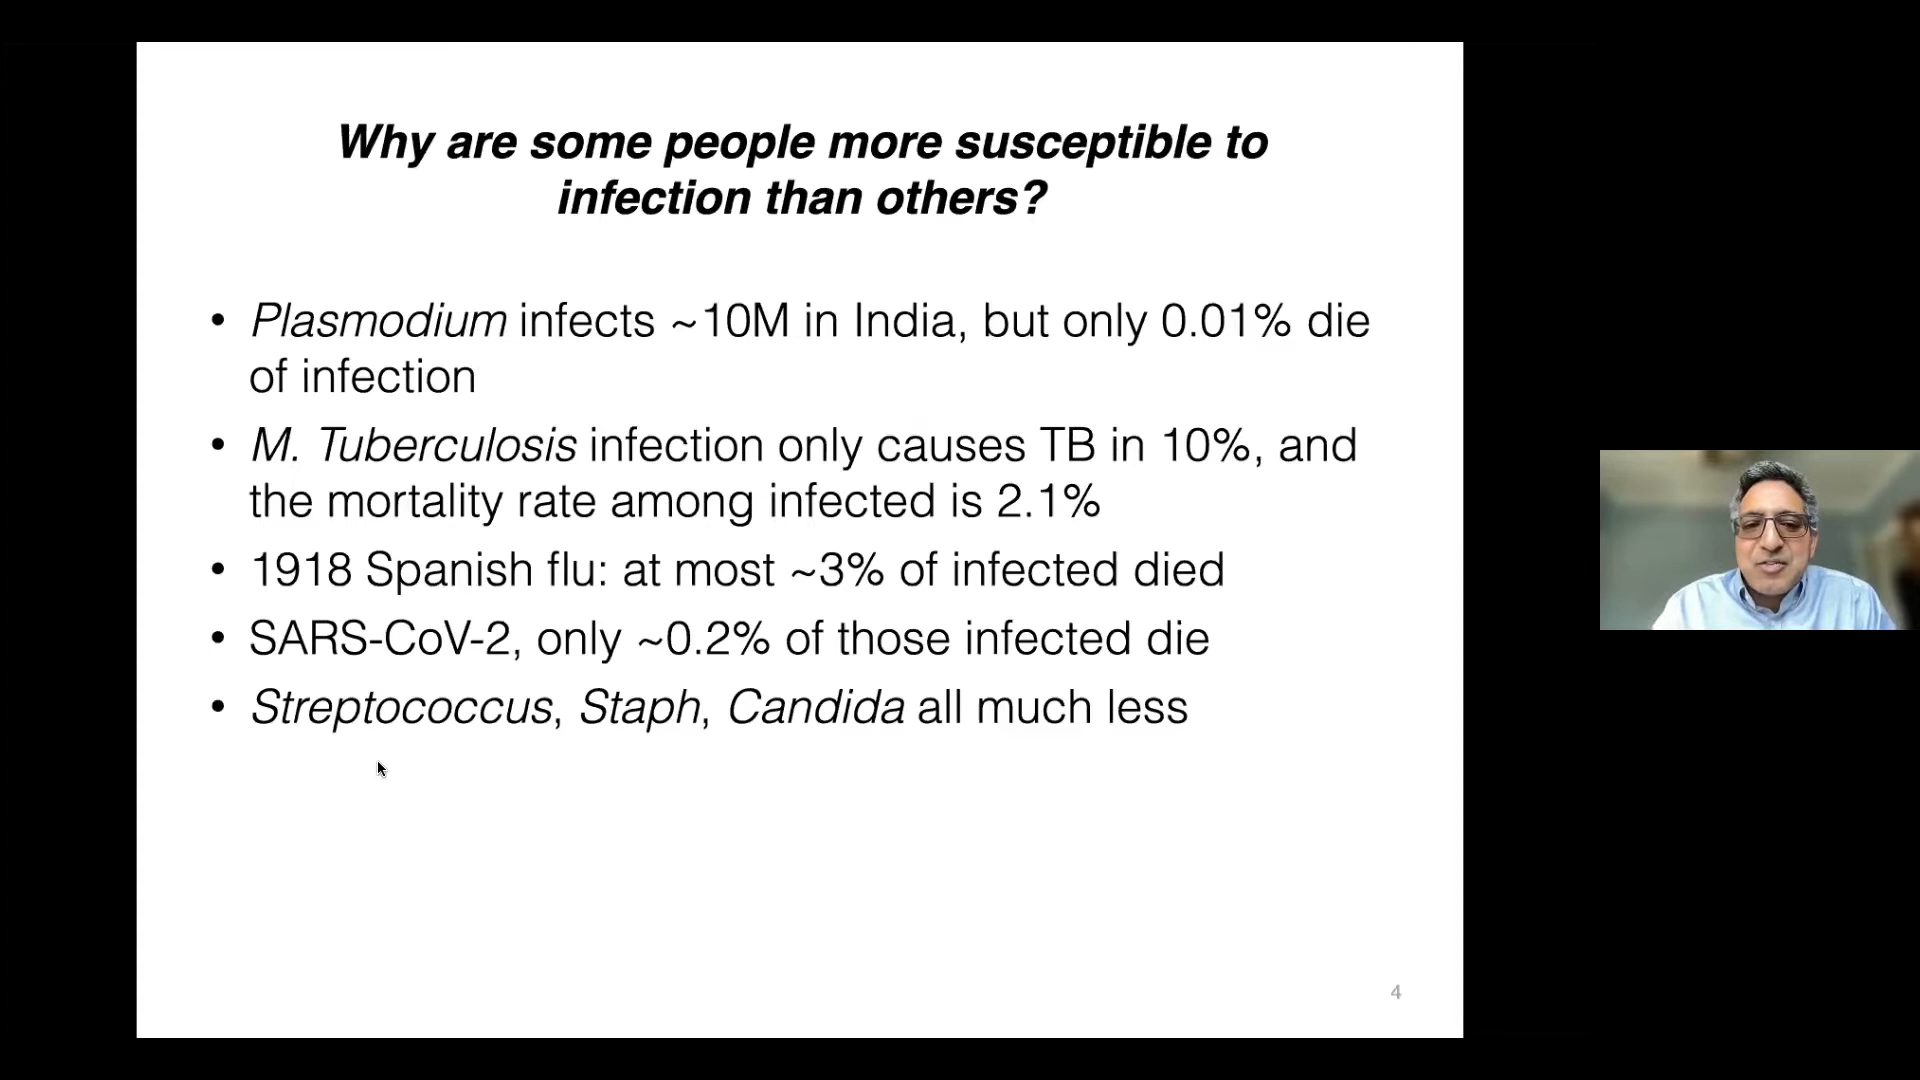 Why are some people more susceptible to
infection than others?
• Plasmodium infects ~10M in India, but only 0.01% die
of infection
• M. Tuberculosis infection only causes TB in 10%, and
the mortality rate among infected is 2.1%
• 1918 Spanish flu: at most ~3% of infected died
• SARS-CoV-2, only ~0.2% of those infected die
• Streptococcus, Staph, Candida all much less
4